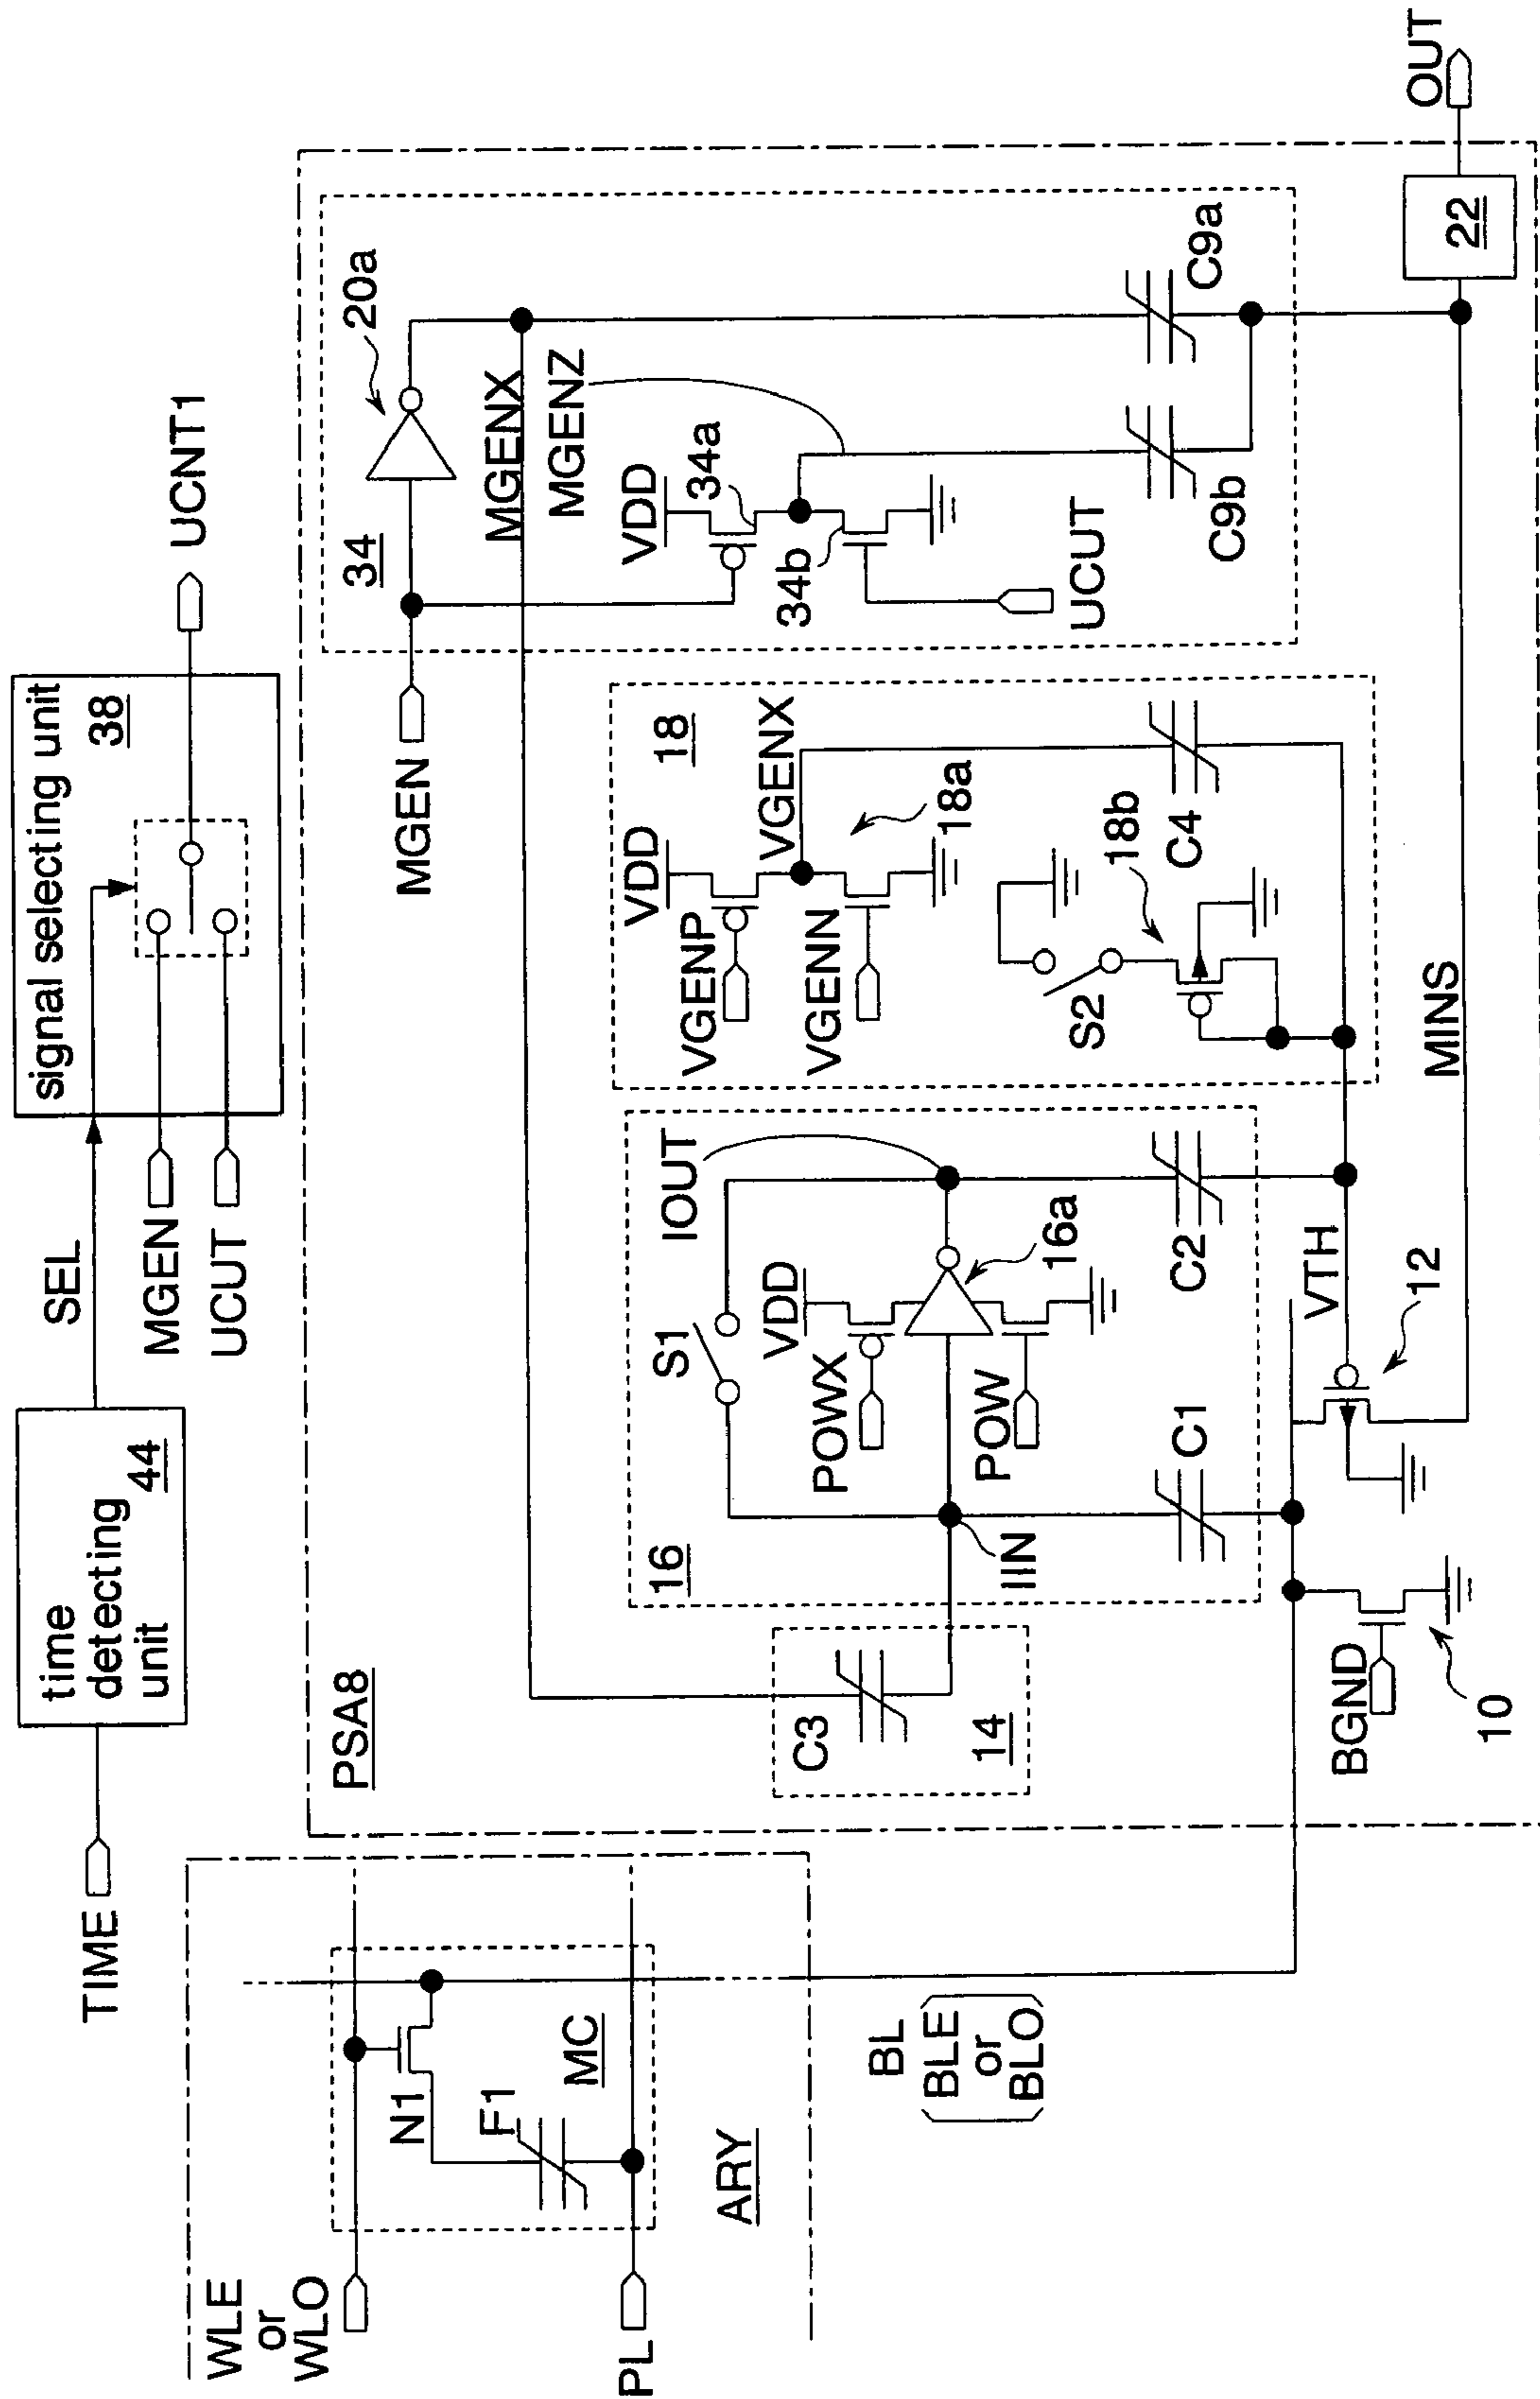 TIME
time
detecting
unit
44
SEL
MGEN
UCUT
signal selecting unit
38
UCNT1
WLE
or
WLO
PL
N1
F1
MC
ARY
BL
BLE
or
BLO
PSA8
C3
14
16
S1
IOUT
VDD
POWX
POW
16a
IIN
C1
C2
BGND
10
VTH
12
18
VDD
VGENP
VGENX
VGENN
18a
S2
18b
C4
MGEN
34
20a
MGENX
MGENZ
VDD
34a
34b
UCUT
C9b
C9a
MINS
22
OUT